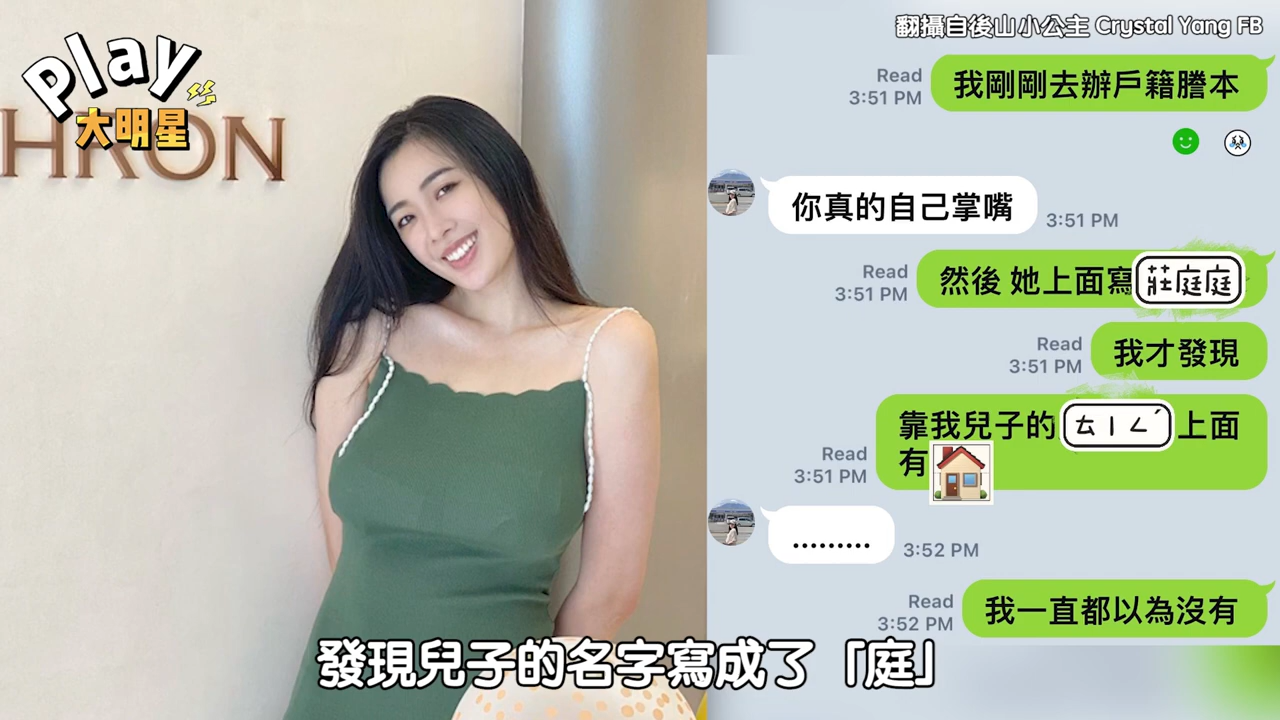 Play
大明星
HRON
翻攝自後山小公主 Crystal Yang FB
Read
3:51 PM
我剛剛去辦戶籍謄本
你真的自己掌嘴
3:51 PM
Read
3:51 PM
然後 她上面寫莊庭庭
Read
3:51 PM
我才發現
Read
3:51 PM
靠我兒子的ㄊㄧㄥˊ上面
有
.........
3:52 PM
Read
3:52 PM
我一直都以為沒有
發現兒子的名字寫成了「庭」